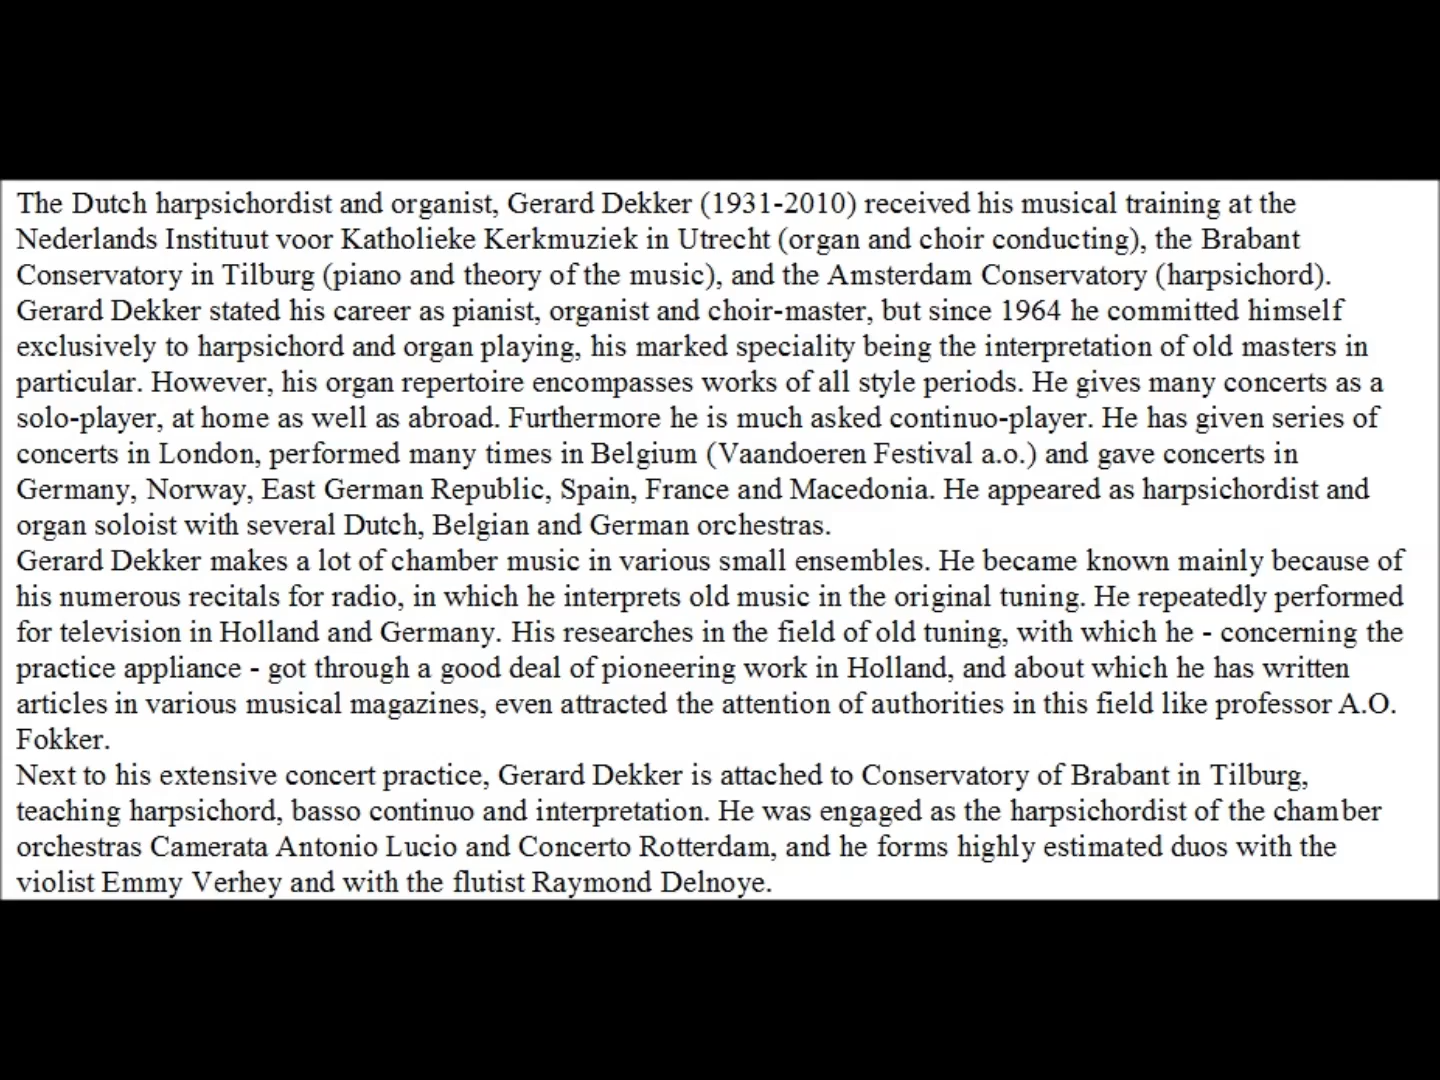 The Dutch harpsichordist and organist, Gerard Dekker (1931-2010) received his musical training at the
Nederlands Instituut voor Katholieke Kerkmuziek in Utrecht (organ and choir conducting), the Brabant
Conservatory in Tilburg (piano and theory of the music), and the Amsterdam Conservatory (harpsichord).
Gerard Dekker stated his career as pianist, organist and choir-master, but since 1964 he committed himself
exclusively to harpsichord and organ playing, his marked speciality being the interpretation of old masters in
particular. However, his organ repertoire encompasses works of all style periods. He gives many concerts as a
solo-player, at home as well as abroad. Furthermore he is much asked continuo-player. He has given series of
concerts in London, performed many times in Belgium (Vaandoeren Festival a.o.) and gave concerts in
Germany, Norway, East German Republic, Spain, France and Macedonia. He appeared as harpsichordist and
organ soloist with several Dutch, Belgian and German orchestras.
Gerard Dekker makes a lot of chamber music in various small ensembles. He became known mainly because of
his numerous recitals for radio, in which he interprets old music in the original tuning. He repeatedly performed
for television in Holland and Germany. His researches in the field of old tuning, with which he - concerning the
practice appliance - got through a good deal of pioneering work in Holland, and about which he has written
articles in various musical magazines, even attracted the attention of authorities in this field like professor A.O.
Fokker.
Next to his extensive concert practice, Gerard Dekker is attached to Conservatory of Brabant in Tilburg,
teaching harpsichord, basso continuo and interpretation. He was engaged as the harpsichordist of the chamber
orchestras Camerata Antonio Lucio and Concerto Rotterdam, and he forms highly estimated duos with the
violist Emmy Verhey and with the flutist Raymond Delnoye.